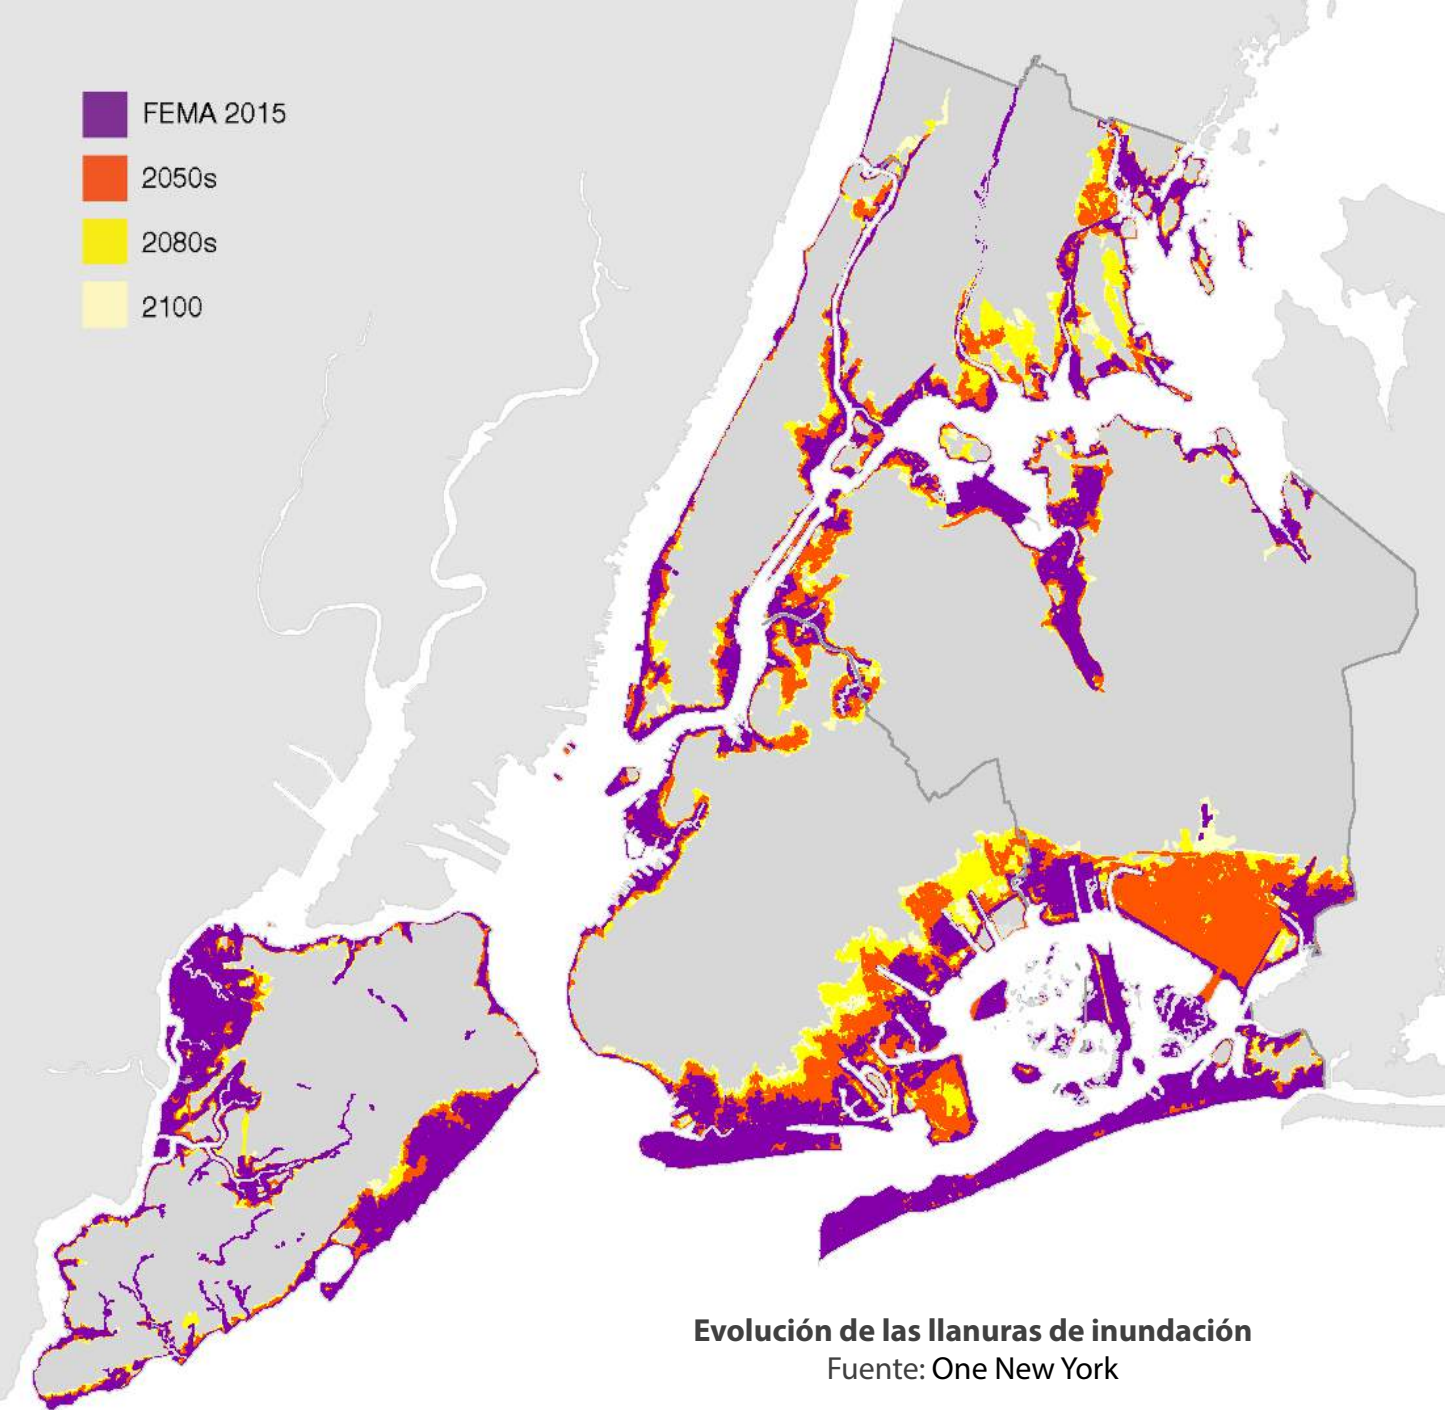 FEMA 2015
2050s
2080s
2100
Evolución de las llanuras de inundación
Fuente: One New York